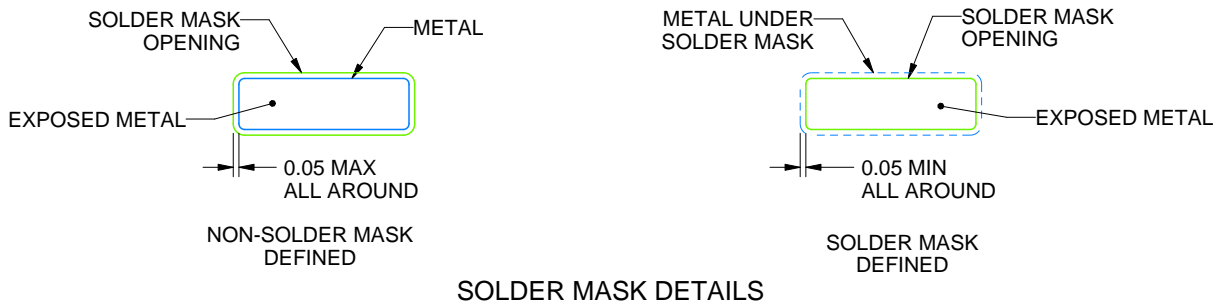 SOLDER MASK
OPENING
METAL
EXPOSED METAL
0.05 MAX
ALL AROUND
NON-SOLDER MASK
DEFINED
METAL UNDER
SOLDER MASK
SOLDER MASK
OPENING
EXPOSED METAL
0.05 MIN
ALL AROUND
SOLDER MASK
DEFINED
SOLDER MASK DETAILS